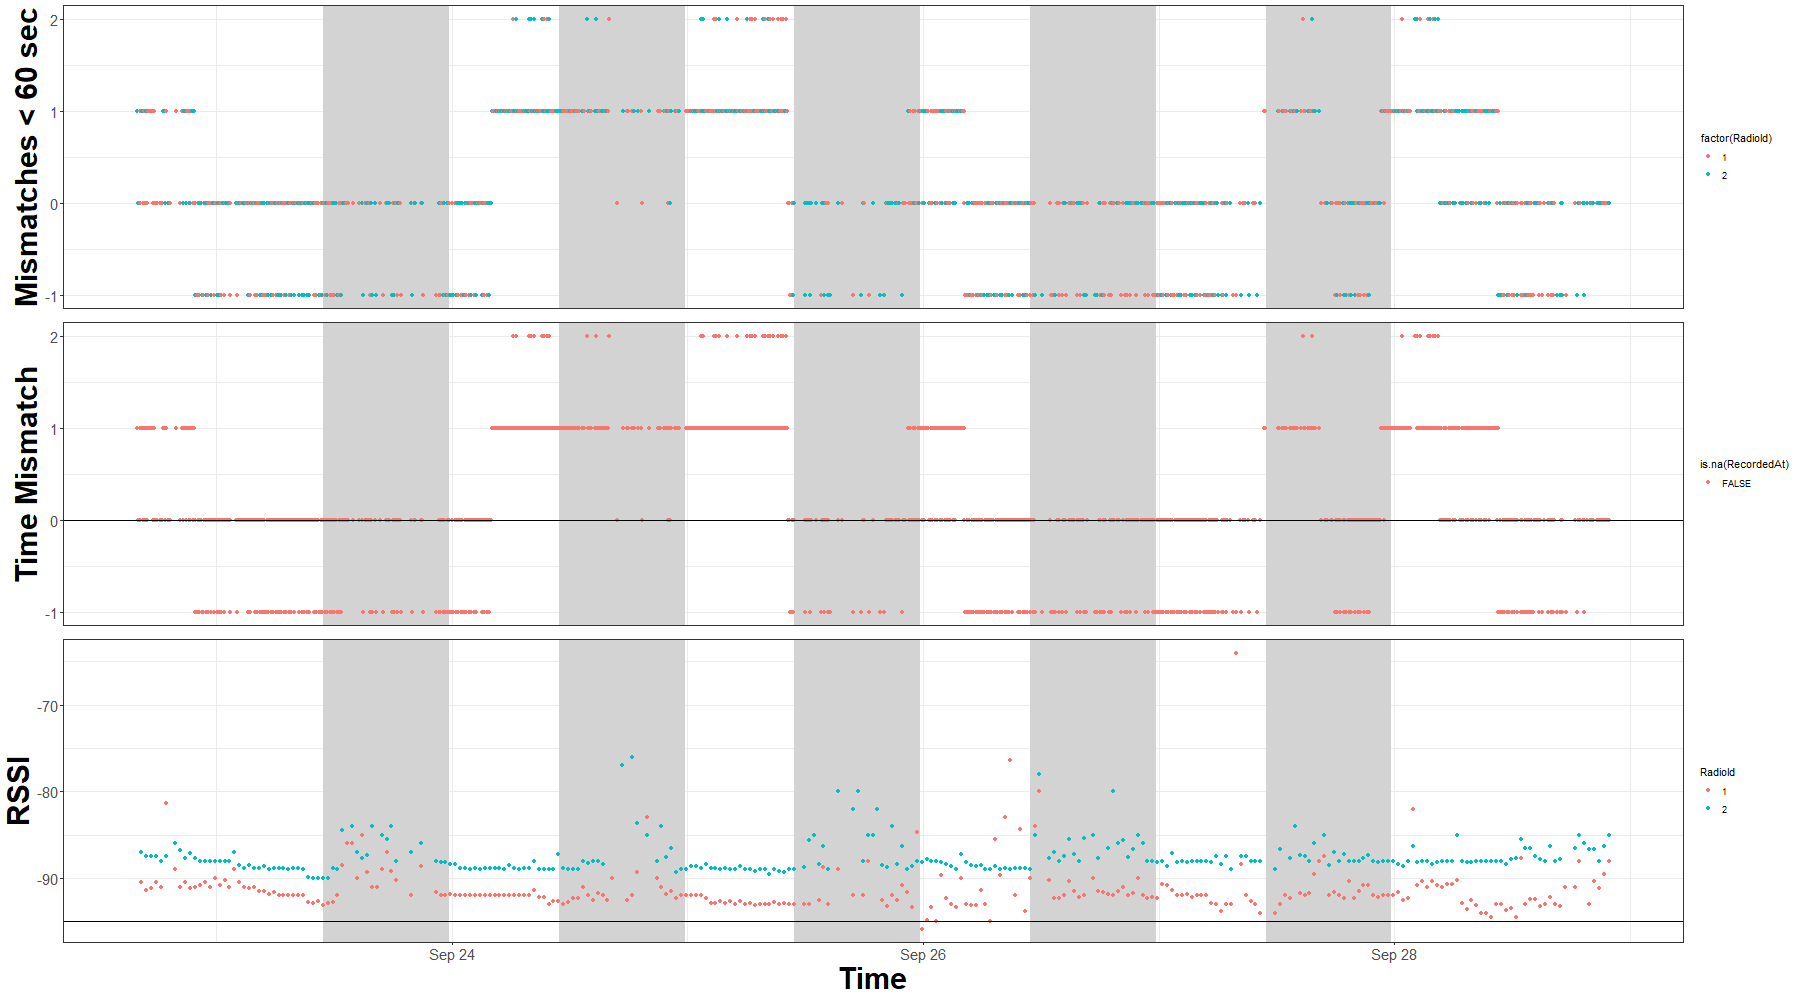 Mismatches < 60 sec
2
1
0
-1
factor(RadioId)
1
2
Time Mismatch
2
1
0
-1
is.na(RecordedAt)
FALSE
RSSI
-70
-80
-90
RadioId
1
2
Sep 24
Sep 26
Sep 28
Time